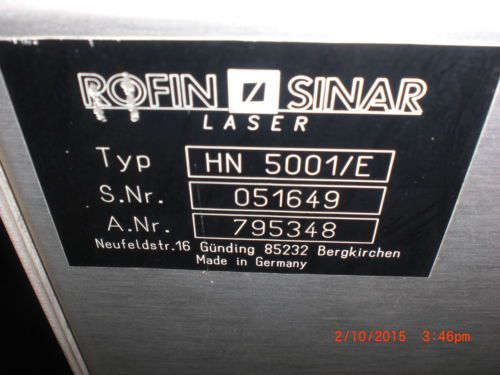 ROFIN SINAR
LASER
Typ HN 5001/E
S.Nr. 051649
A.Nr. 795348
Neufeldstr.16 Günding 85232 Bergkirchen
Made in Germany
2/10/2015 3:46pm